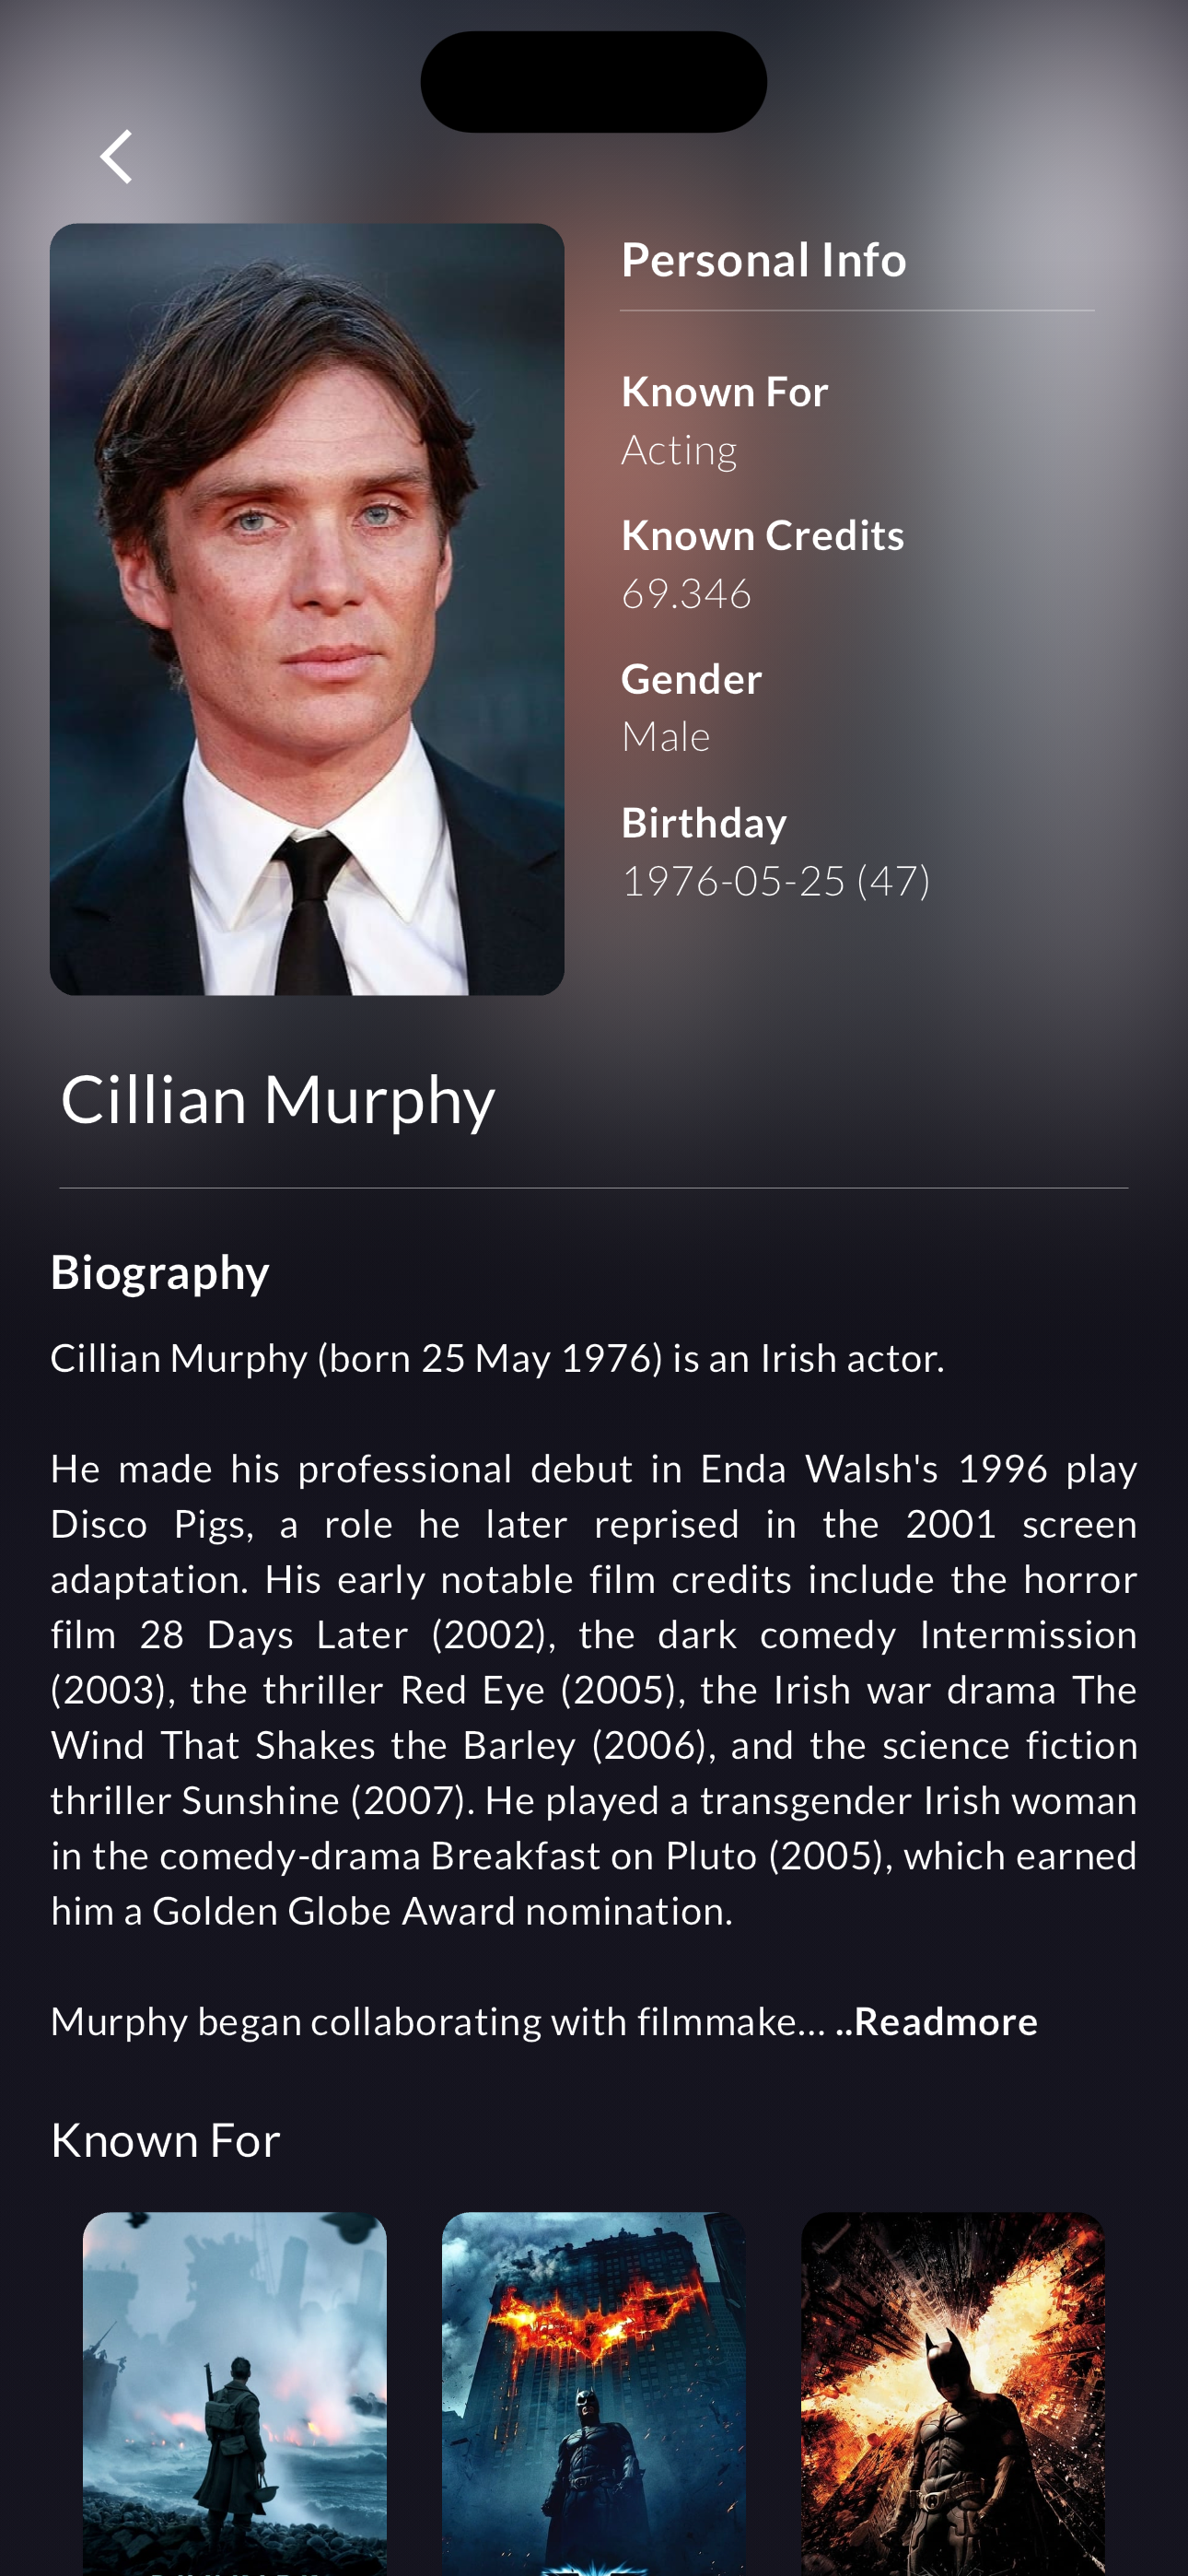 Personal Info
Known For
Acting
Known Credits
69.346
Gender
Male
Birthday
1976-05-25 (47)
Cillian Murphy
Biography
Cillian Murphy (born 25 May 1976) is an Irish actor.
He made his professional debut in Enda Walsh's 1996 play
Disco Pigs, a role he later reprised in the 2001 screen
adaptation. His early notable film credits include the horror
film 28 Days Later (2002), the dark comedy Intermission
(2003), the thriller Red Eye (2005), the Irish war drama The
Wind That Shakes the Barley (2006), and the science fiction
thriller Sunshine (2007). He played a transgender Irish woman
in the comedy-drama Breakfast on Pluto (2005), which earned
him a Golden Globe Award nomination.
Murphy began collaborating with filmmake... ..Readmore
Known For